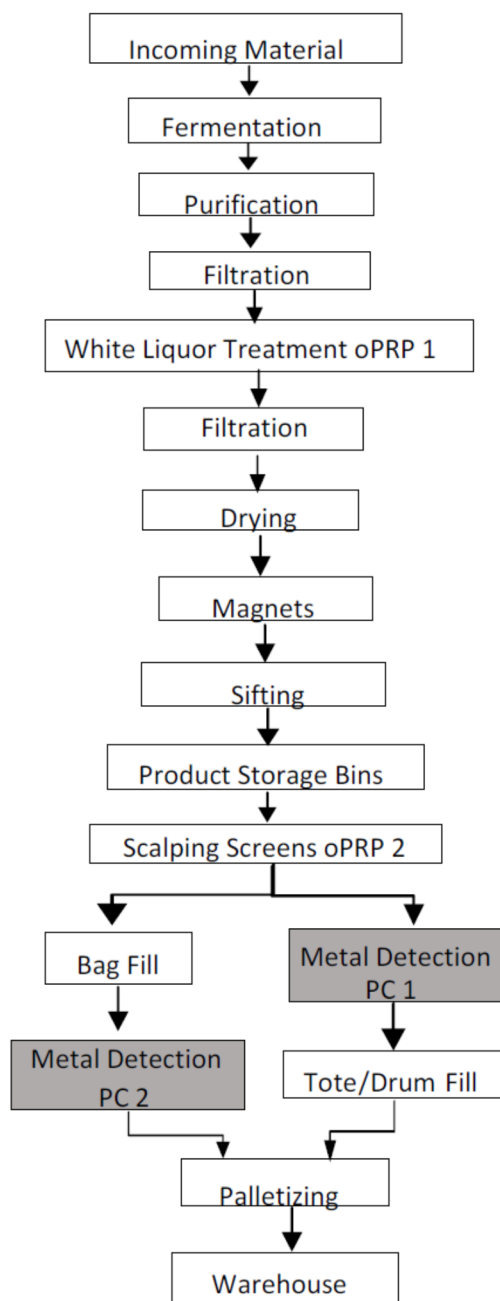 Incoming Material
Fermentation
Purification
Filtration
White Liquor Treatment oPRP 1
Filtration
Drying
Magnets
Sifting
Product Storage Bins
Scalping Screens oPRP 2
Bag Fill
Metal Detection
PC 1
Metal Detection
PC 2
Tote/Drum Fill
Palletizing
Warehouse